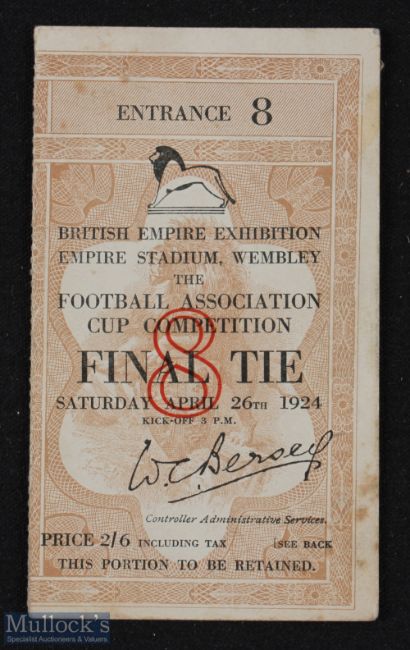 ENTRANCE 8
BRITISH EMPIRE EXHIBITION
EMPIRE STADIUM, WEMBLEY
THE
FOOTBALL ASSOCIATION
CUP COMPETITION
8
FINAL TIE
SATURDAY APRIL 26TH 1924
KICK-OFF 3 P.M.
W.C. Bersey
Controller Administrative Services.
PRICE 2/6 INCLUDING TAX [SEE BACK
THIS PORTION TO BE RETAINED.
Mullock's
Specialist Auctioneers & Valuers